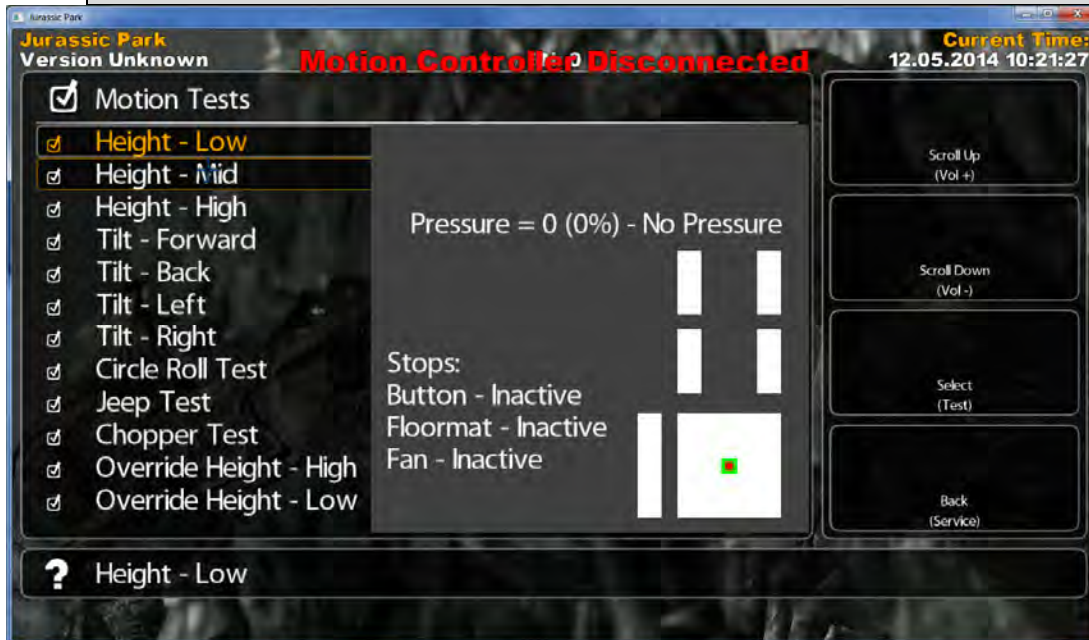 Jurassic Park
Jurassic Park
Version Unknown
Motion Controller Disconnected
Current Time:
12.05.2014 10:21:27
Motion Tests
Height - Low
Height - Mid
Height - High
Tilt - Forward
Tilt - Back
Tilt - Left
Tilt - Right
Circle Roll Test
Jeep Test
Chopper Test
Override Height - High
Override Height - Low
Pressure = 0 (0%) - No Pressure
Stops:
Button - Inactive
Floormat - Inactive
Fan - Inactive
Scroll Up
(Vol +)
Scroll Down
(Vol -)
Select
(Test)
Back
(Service)
? Height - Low